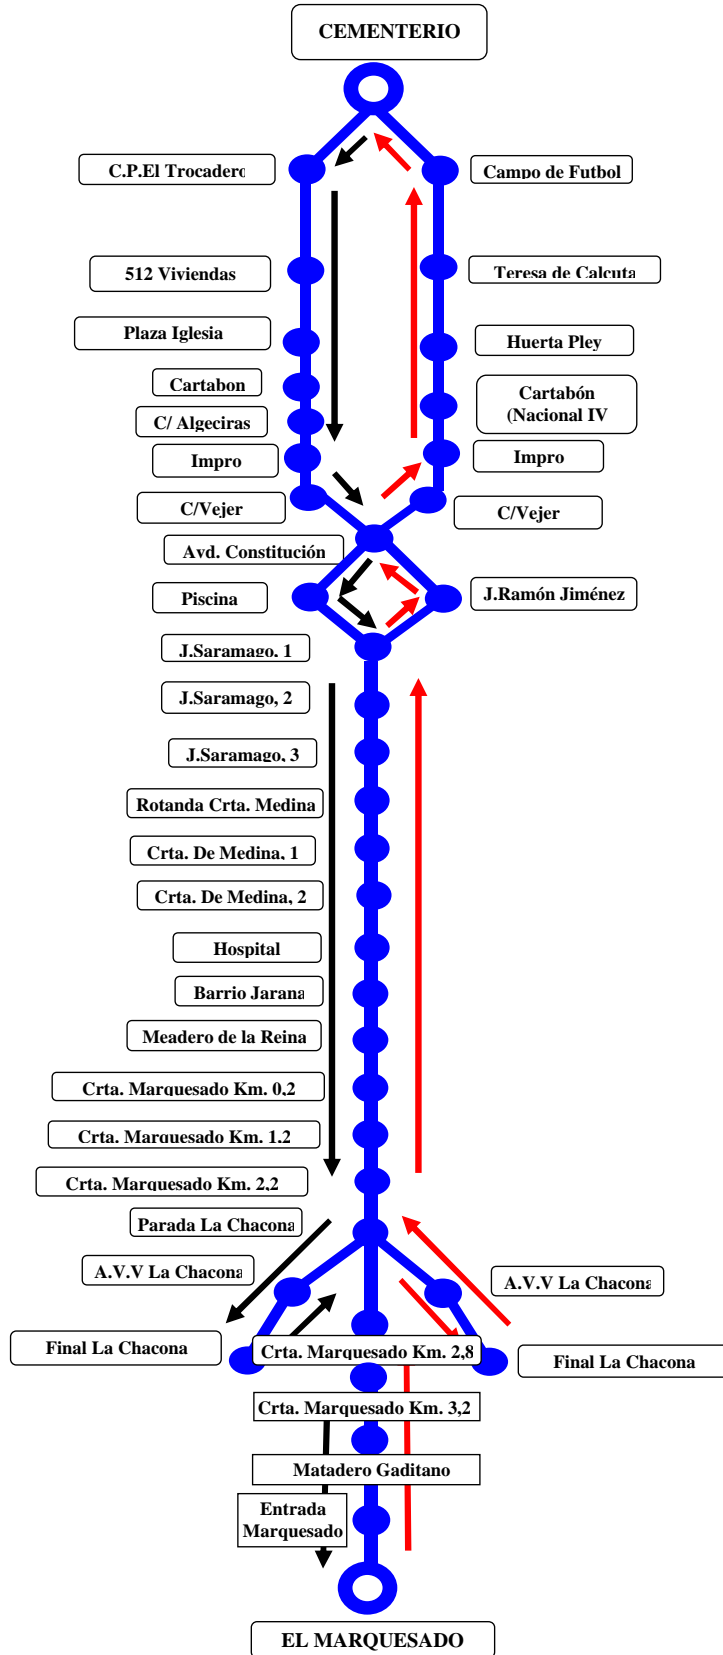 CEMENTERIO
C.P.El Trocadero
Campo de Futbol
512 Viviendas
Teresa de Calcuta
Plaza Iglesia
Huerta Pley
Cartabon
Cartabón
(Nacional IV
C/ Algeciras
Impro
Impro
C/Vejer
C/Vejer
Avd. Constitución
Piscina
J.Ramón Jiménez
J.Saramago, 1
J.Saramago, 2
J.Saramago, 3
Rotanda Crta. Medina
Crta. De Medina, 1
Crta. De Medina, 2
Hospital
Barrio Jarana
Meadero de la Reina
Crta. Marquesado Km. 0,2
Crta. Marquesado Km. 1,2
Crta. Marquesado Km. 2,2
Parada La Chacona
A.V.V La Chacona
A.V.V La Chacona
Final La Chacona
Crta. Marquesado Km. 2,8
Final La Chacona
Crta. Marquesado Km. 3,2
Matadero Gaditano
Entrada
Marquesado
EL MARQUESADO